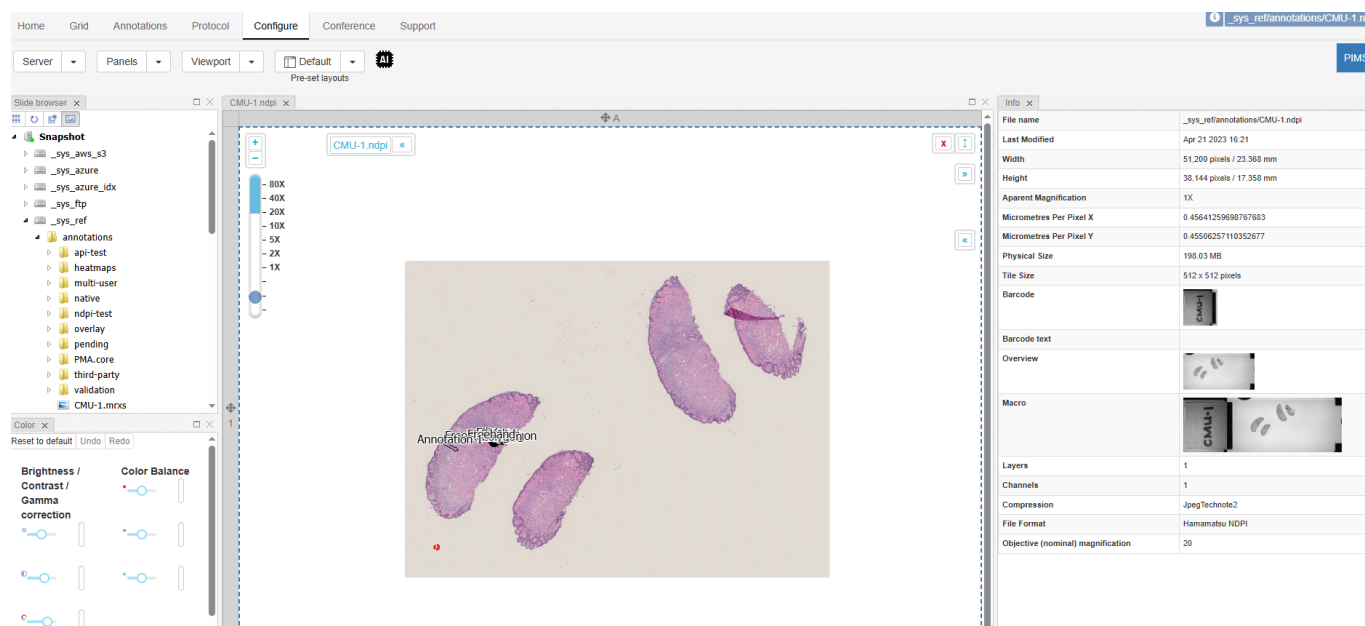 Home Grid Annotations Protocol Configure Conference Support
_sys_ref/annotations/CMU-1.n
Server Panels Viewport Default AI
Pre-set layouts
PIMS
Slide browser x
Snapshot
_sys_aws_s3
_sys_azure
_sys_azure_idx
_sys_ftp
_sys_ref
annotations
api-test
heatmaps
multi-user
native
ndpi-test
overlay
pending
PMA.core
third-party
validation
CMU-1.mrxs
Color x
Reset to default Undo Redo
Brightness / Contrast / Gamma correction
Color Balance
CMU-1.ndpi x
A
1
CMU-1.ndpi «
x
»
«
+
−
80X
40X
20X
10X
5X
2X
1X
Annotation
Info x
File name _sys_ref/annotations/CMU-1.ndpi
Last Modified Apr 21 2023 16:21
Width 51,200 pixels / 23.368 mm
Height 38,144 pixels / 17.358 mm
Aparent Magnification 1X
Micrometres Per Pixel X 0.45641259698767683
Micrometres Per Pixel Y 0.45506257110352677
Physical Size 198.03 MB
Tile Size 512 x 512 pixels
Barcode CMU-1
Barcode text
Overview
Macro CMU-1
Layers 1
Channels 1
Compression JpegTechnote2
File Format Hamamatsu NDPI
Objective (nominal) magnification 20